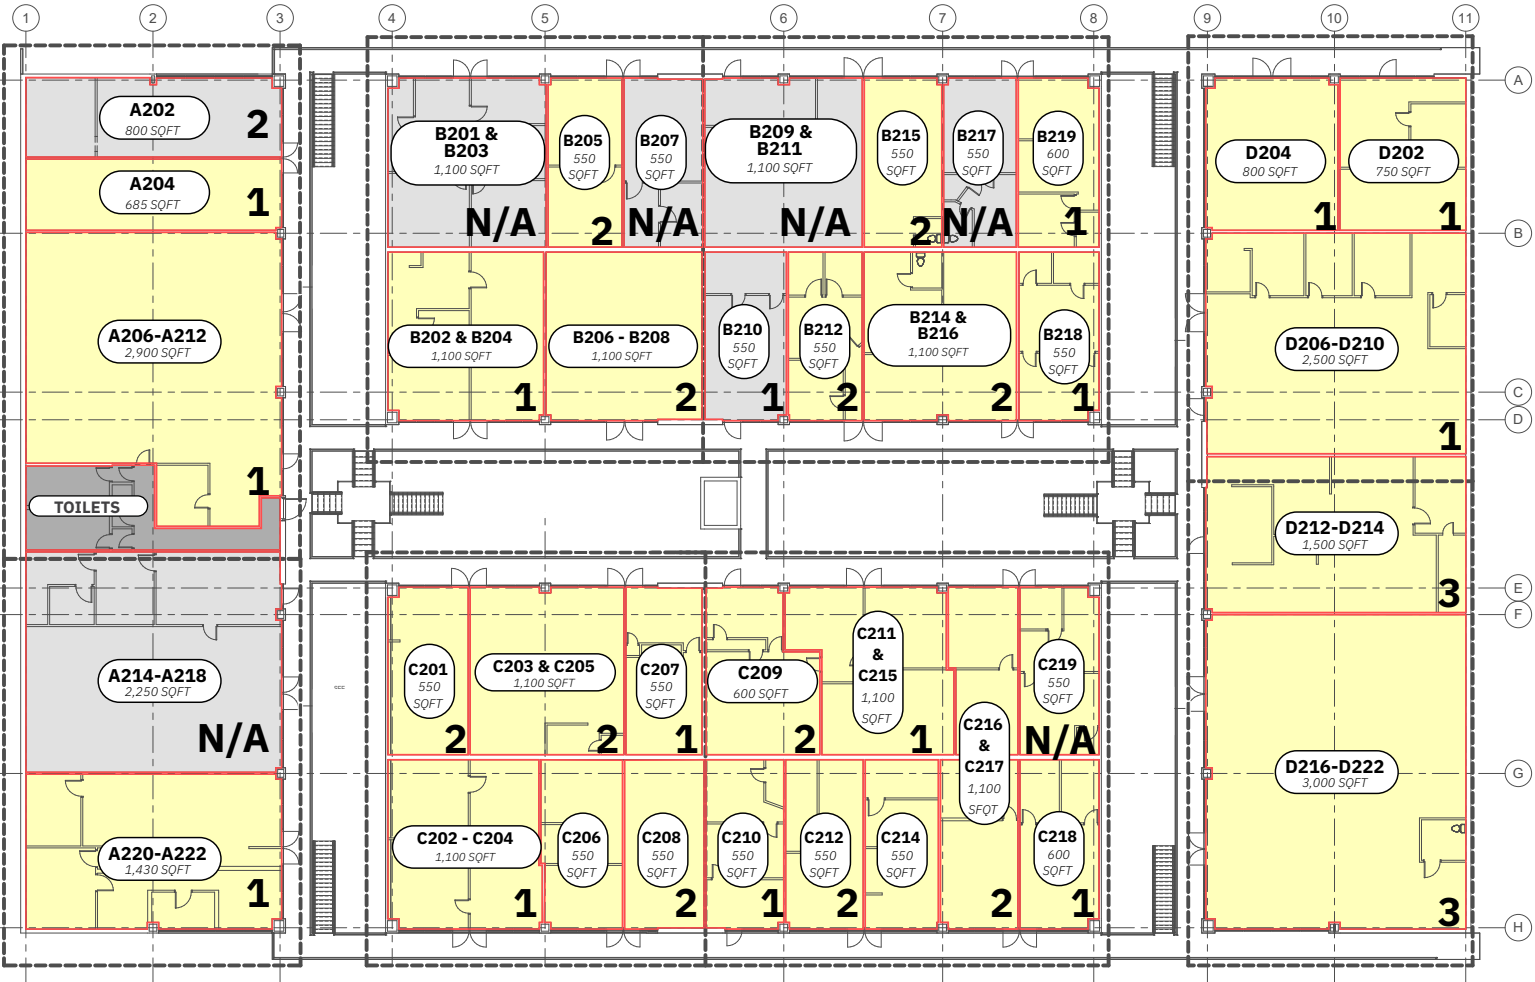 1 2 3 4 5 6 7 8 9 10 11
A
B
C
D
E
F
G
H
A202
800 SQFT
2
A204
685 SQFT
1
A206-A212
2,900 SQFT
1
TOILETS
A214-A218
2,250 SQFT
N/A
A220-A222
1,430 SQFT
1
B201 &
B203
1,100 SQFT
N/A
B205
550
SQFT
2
B207
550
SQFT
N/A
B209 &
B211
1,100 SQFT
N/A
B215
550
SQFT
2
B217
550
SQFT
N/A
B219
600
SQFT
1
B202 & B204
1,100 SQFT
1
B206 - B208
1,100 SQFT
2
B210
550
SQFT
1
B212
550
SQFT
2
B214 &
B216
1,100 SQFT
2
B218
550
SQFT
1
C201
550
SQFT
2
C203 & C205
1,100 SQFT
2
C207
550
SQFT
1
C209
600 SQFT
2
C211
&
C215
1,100
SQFT
1
C216
&
C217
1,100
SFQT
2
C219
550
SQFT
N/A
C202 - C204
1,100 SQFT
1
C206
550
SQFT
C208
550
SQFT
2
C210
550
SQFT
1
C212
550
SQFT
2
C214
550
SQFT
C218
600
SQFT
1
D204
800 SQFT
1
D202
750 SQFT
1
D206-D210
2,500 SQFT
1
D212-D214
1,500 SQFT
3
D216-D222
3,000 SQFT
3